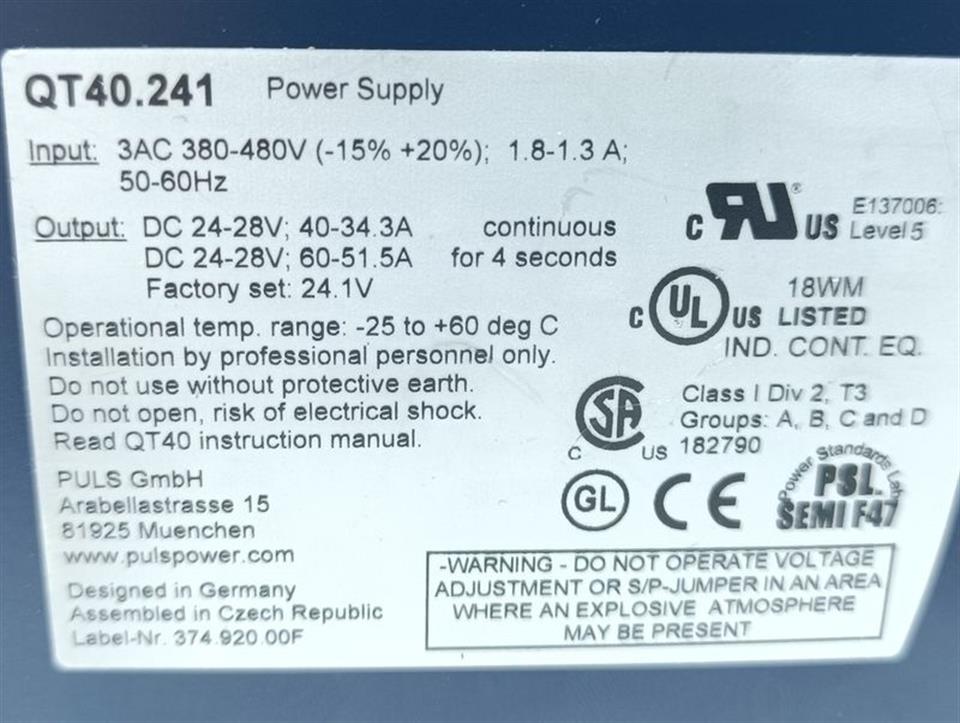 QT40.241 Power Supply
Input: 3AC 380-480V (-15% +20%); 1.8-1.3 A;
50-60Hz
Output: DC 24-28V; 40-34.3A continuous
DC 24-28V; 60-51.5A for 4 seconds
Factory set: 24.1V
Operational temp. range: -25 to +60 deg C
Installation by professional personnel only.
Do not use without protective earth.
Do not open, risk of electrical shock.
Read QT40 instruction manual.
PULS GmbH
Arabellastrasse 15
81925 Muenchen
www.pulspower.com
Designed in Germany
Assembled in Czech Republic
Label-Nr. 374.920.00F
C RU ® US E137006:
Level 5
C UL US 18WM
LISTED
IND. CONT. EQ.
C SA US Class I Div 2, T3
Groups: A, B, C and D
182790
GL CE
Power Standards Lab
PSL
SEMI F47
-WARNING - DO NOT OPERATE VOLTAGE
ADJUSTMENT OR S/P-JUMPER IN AN AREA
WHERE AN EXPLOSIVE ATMOSPHERE
MAY BE PRESENT